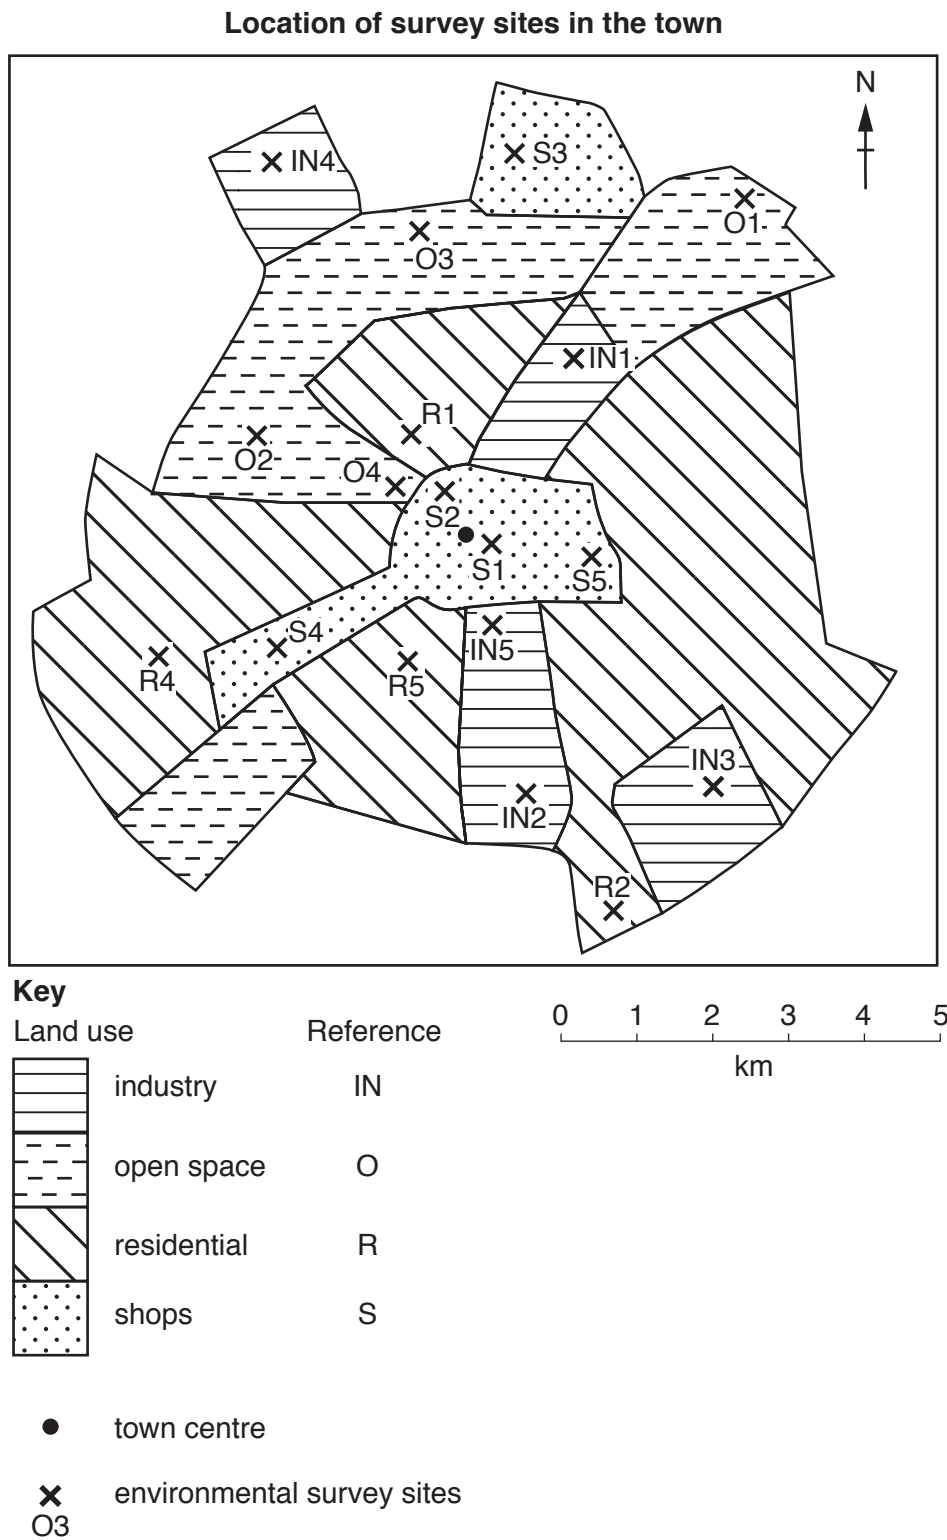 Location of survey sites in the town
N
IN4
S3
O1
O3
IN1
R1
O2
O4
S2
S1
S5
S4
IN5
R4
R5
IN3
IN2
R2
Key
Land use Reference
industry IN
open space O
residential R
shops S
town centre
environmental survey sites
O3
0 1 2 3 4 5
km